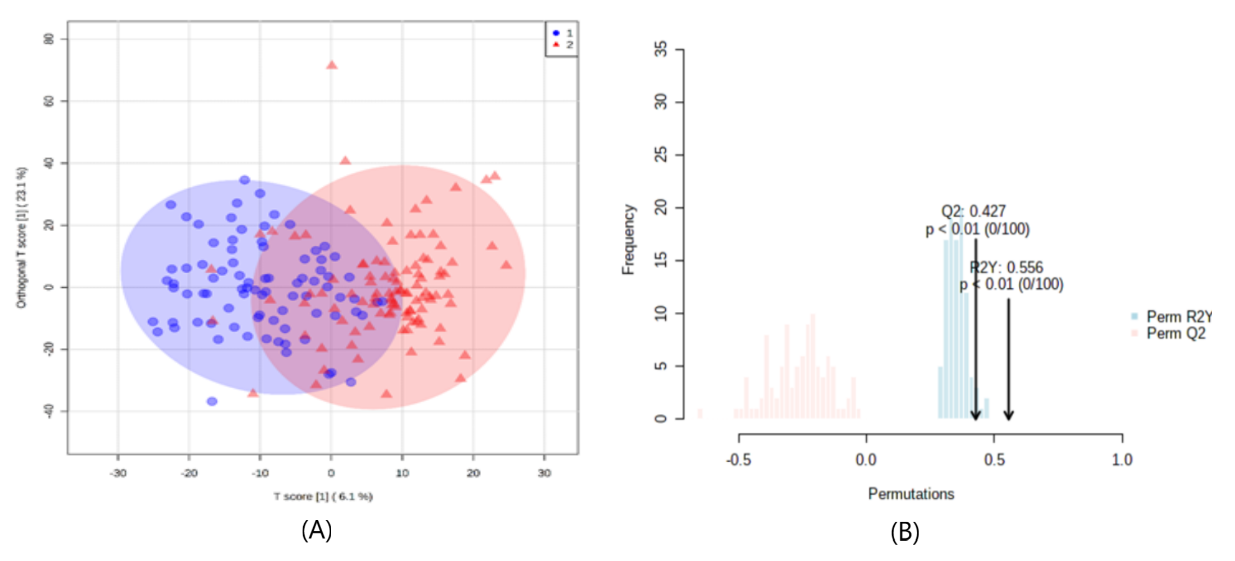 1
2
80
60
40
20
0
-20
-40
Orthogonal T score [1] ( 23.1 %)
-30 -20 -10 0 10 20 30
T score [1] ( 6.1 %)
(A)
35
30
25
20
15
10
5
0
Frequency
Q2: 0.427
p < 0.01 (0/100)
R2Y: 0.556
p < 0.01 (0/100)
Perm R2Y
Perm Q2
-0.5 0.0 0.5 1.0
Permutations
(B)